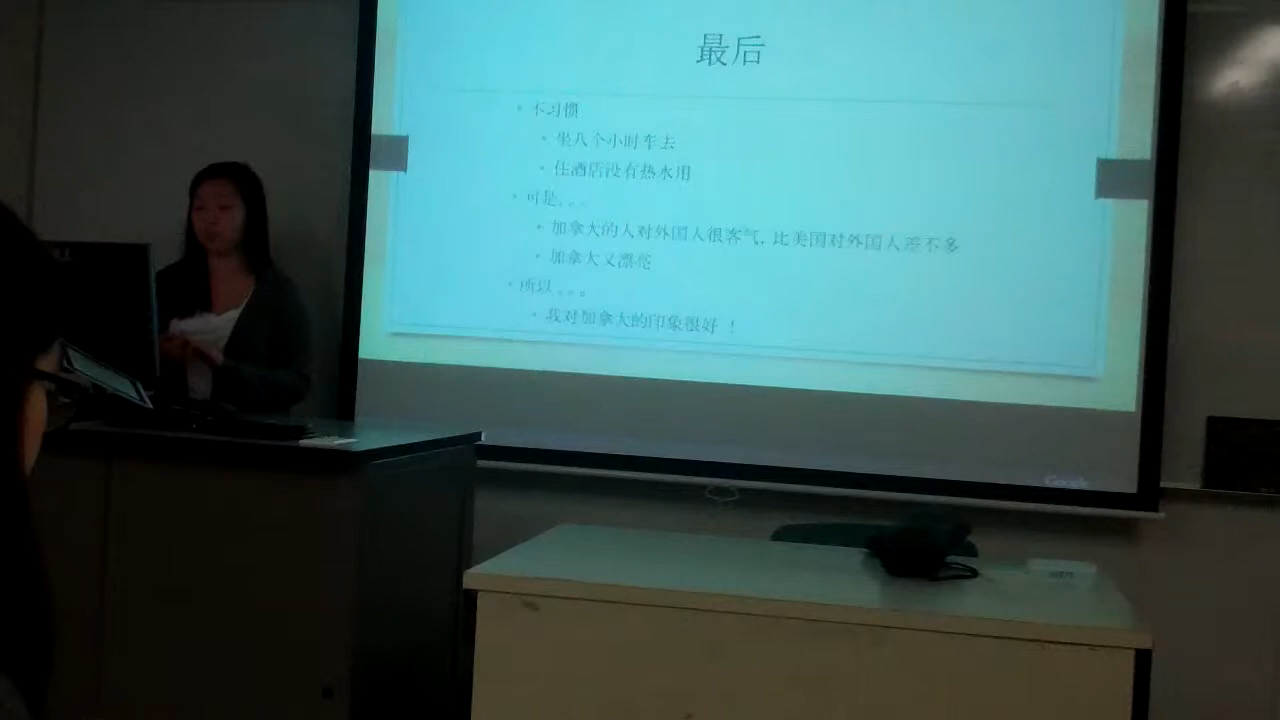 最后
不习惯
坐八个小时车去
住酒店没有热水用
可是。。。
加拿大的人对外国人很客气, 比美国对外国人差不多
加拿大又漂亮
所以。。。
我对加拿大的印象很好！
Google